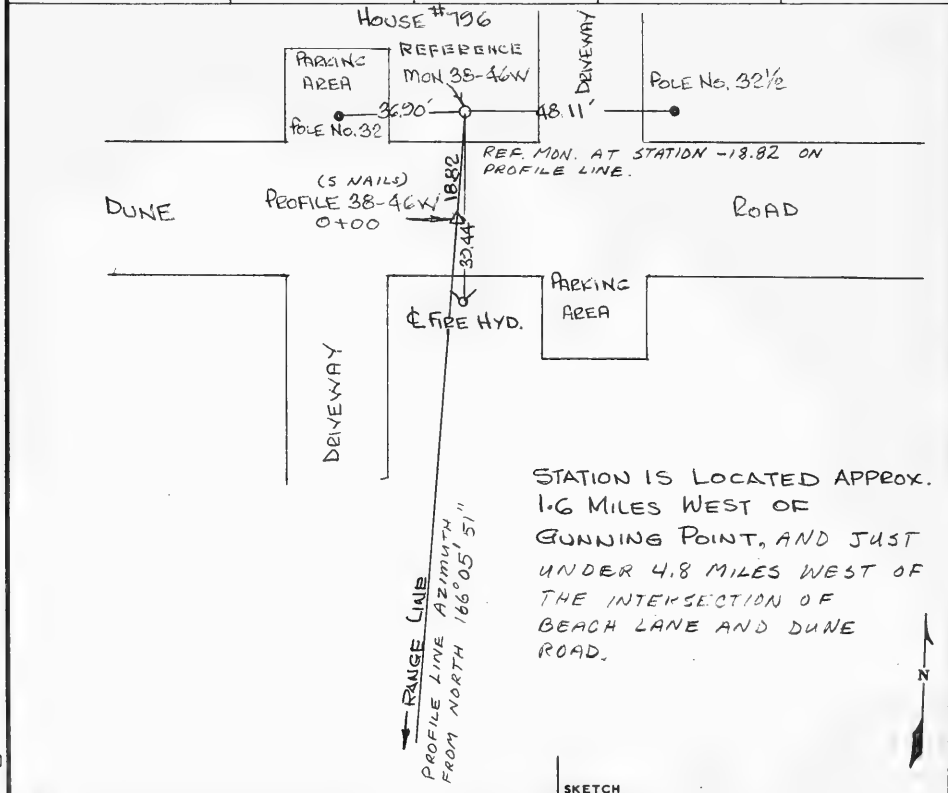 HOUSE #796
PARKING
AREA
REFERENCE
MON. 38-46W
DRIVEWAY
POLE No. 32½
36.90'
48.11'
POLE No. 32
REF. MON. AT STATION -18.82 ON
PROFILE LINE.
18.82
(5 NAILS)
PROFILE 38-46W
0+00
DUNE
ROAD
39.44
℄ FIRE HYD.
PARKING
AREA
DRIVEWAY
STATION IS LOCATED APPROX.
1.6 MILES WEST OF
GUNNING POINT, AND JUST
UNDER 4.8 MILES WEST OF
THE INTERSECTION OF
BEACH LANE AND DUNE
ROAD.
RANGE LINE
PROFILE LINE AZIMUTH
FROM NORTH 166° 05' 51"
N
SKETCH